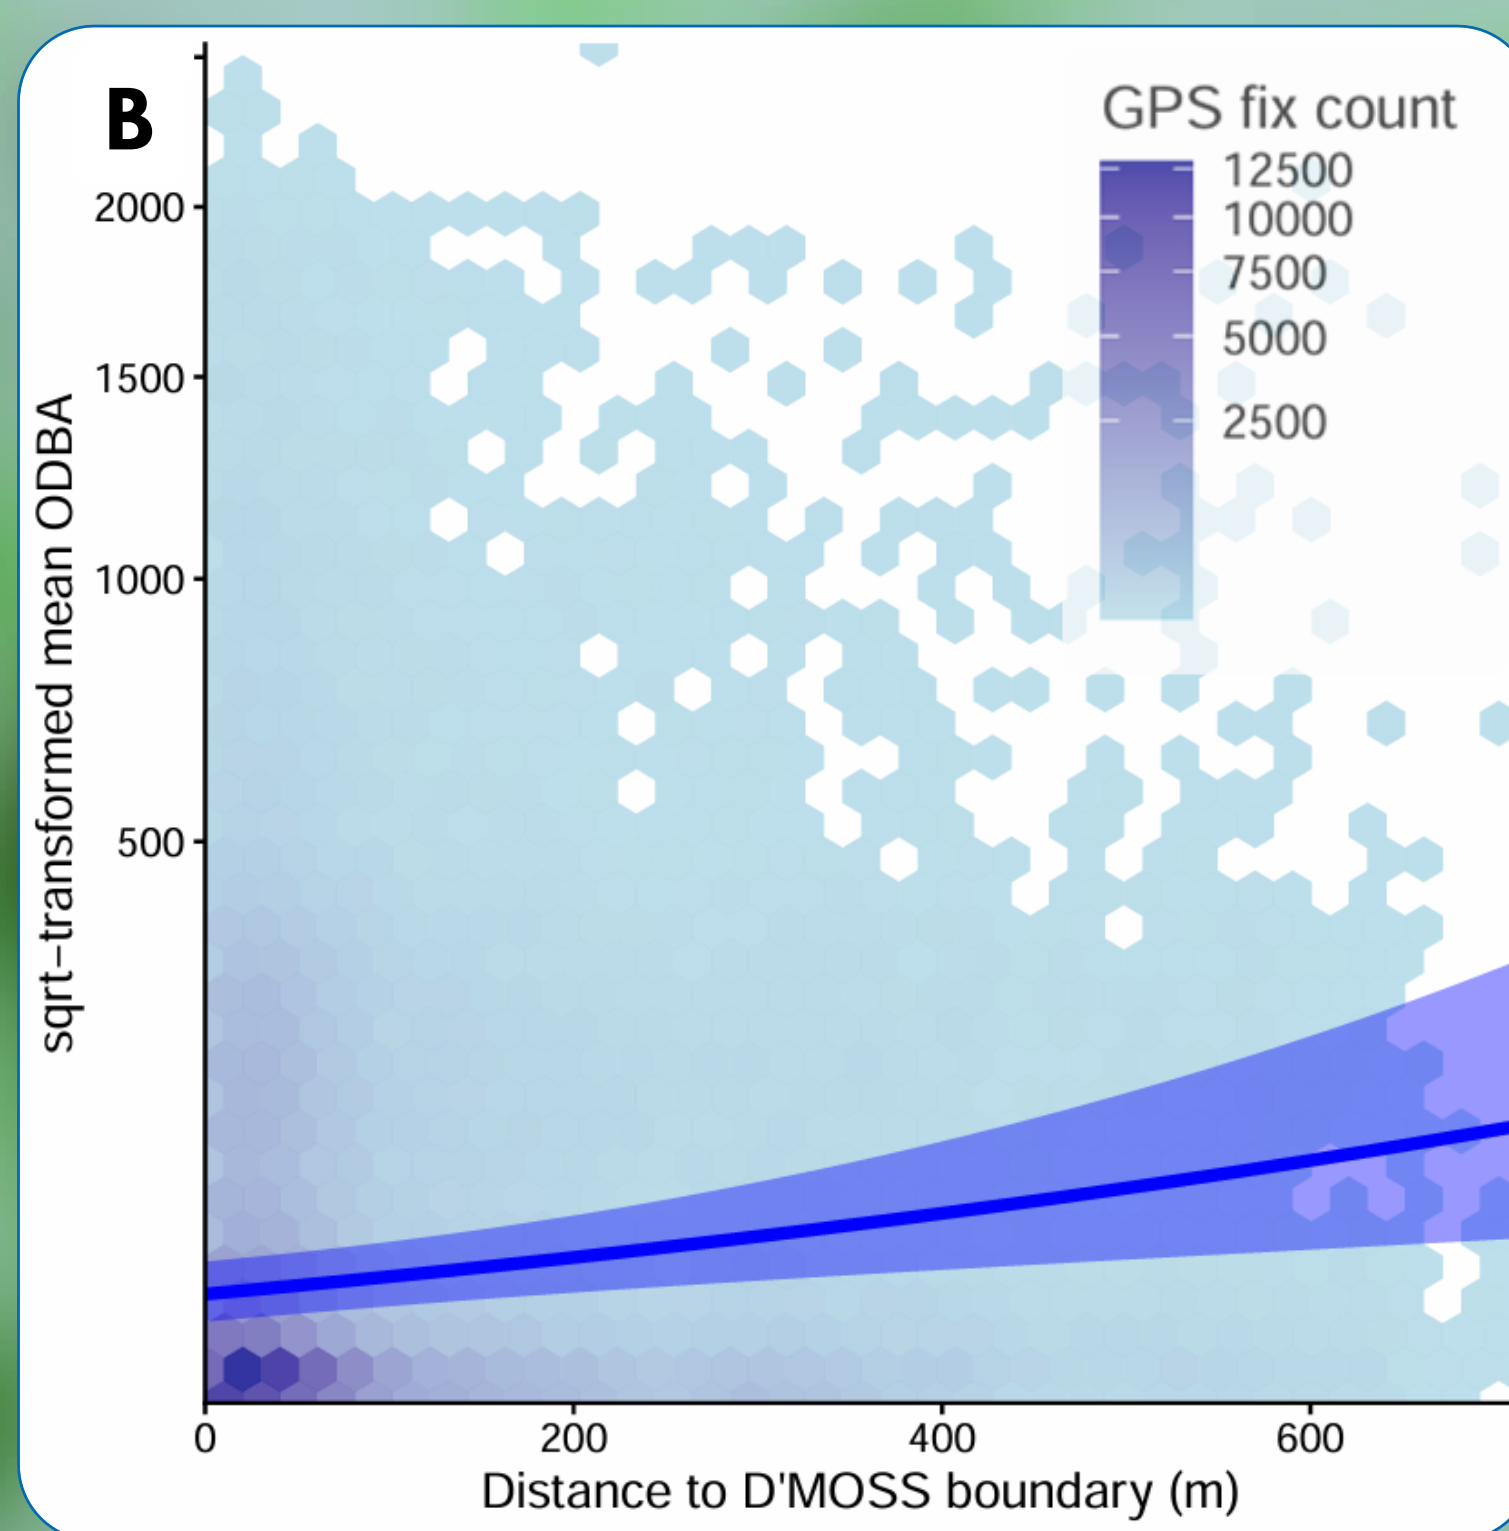 B
GPS fix count
12500
10000
7500
5000
2500
sqrt−transformed mean ODBA
2000
1500
1000
500
0 200 400 600
Distance to D'MOSS boundary (m)